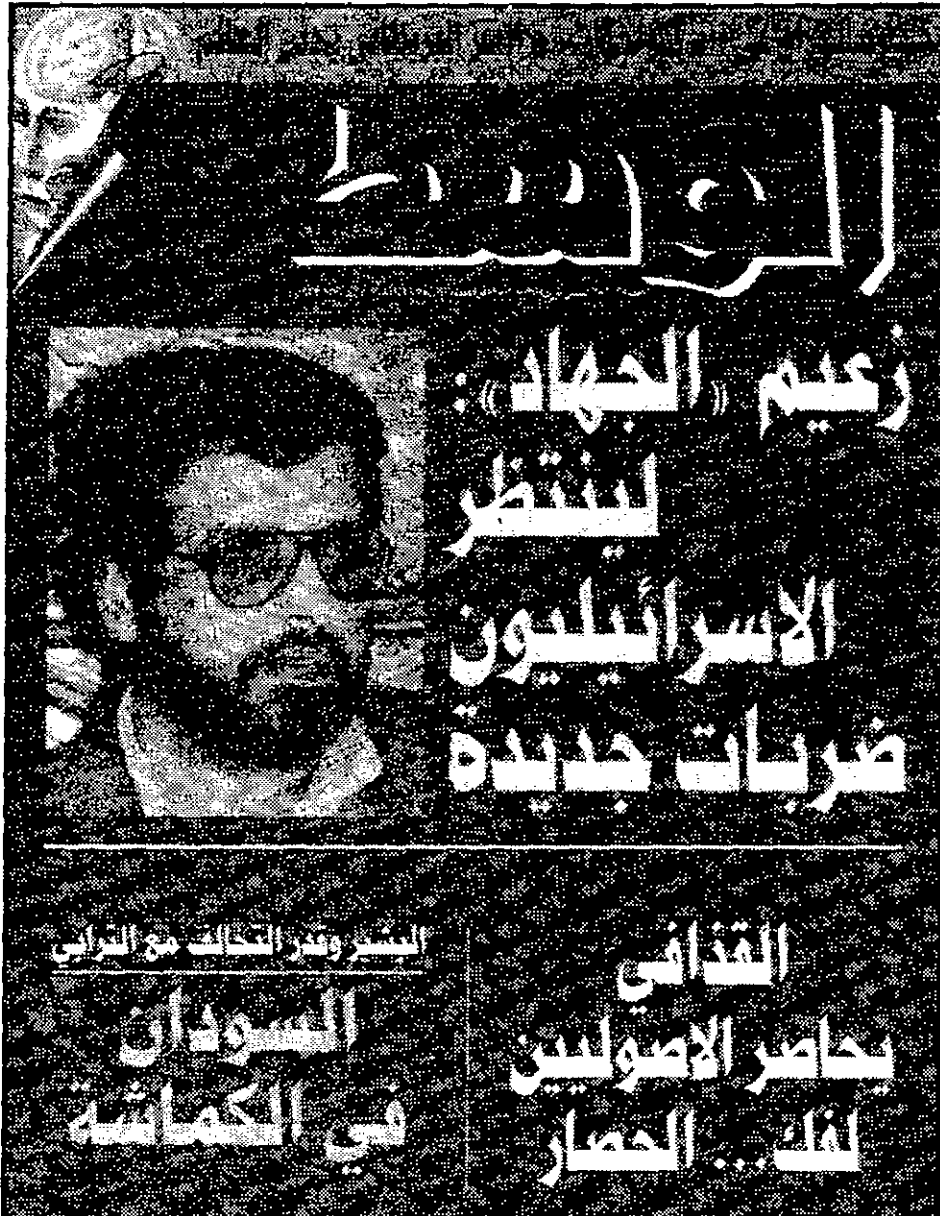 الوسط
زعيم «الجهاد»:
لينتظر
الاسرائيليون
ضربات جديدة
القذافي
يحاصر الاصوليين
لفك... الحصار
البشير وقدر التحالف مع الترابي
السودان
في الكماشة